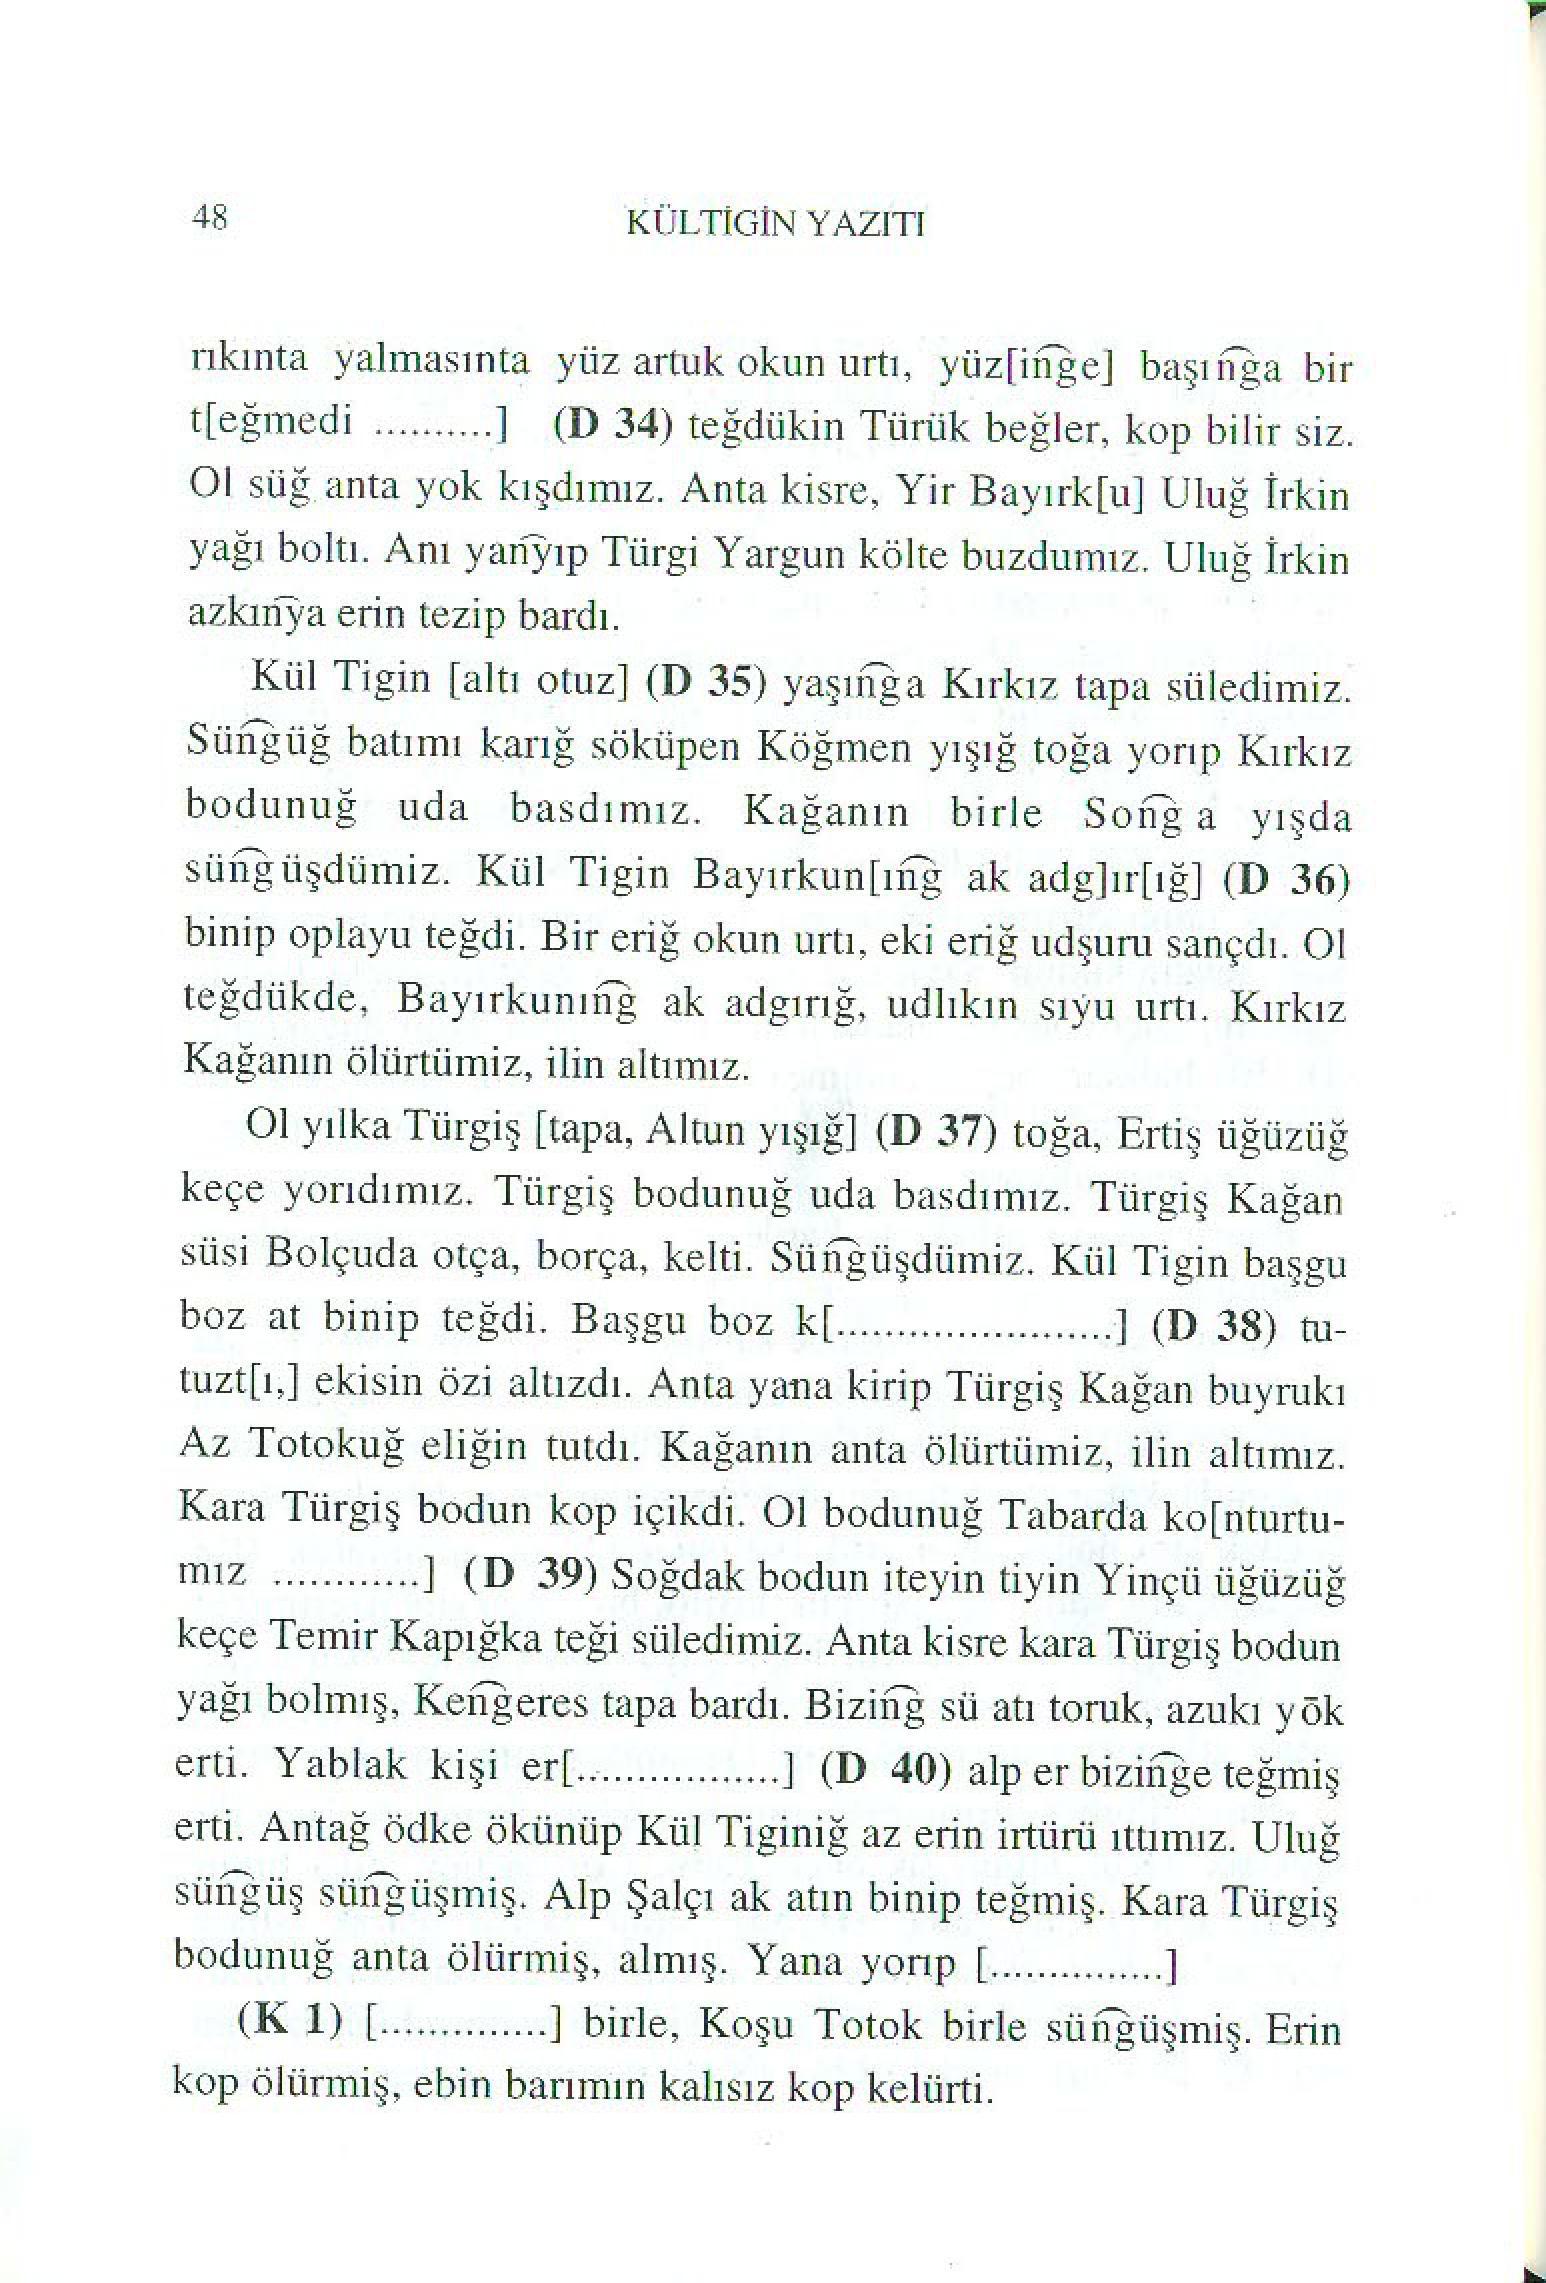 48
KÜLTİGİN YAZITI
rıkınta yalmasınta yüz artuk okun urtı, yüz[in͡ge] başın͡ga bir
t[eğmedi ..........] (D 34) teğdükin Türük beğler, kop bilir siz.
Ol süğ anta yok kışdımız. Anta kisre, Yir Bayırk[u] Uluğ İrkin
yağı boltı. Anı yan͡yıp Türgi Yargun költe buzdumız. Uluğ İrkin
azkın͡ya erin tezip bardı.
Kül Tigin [altı otuz] (D 35) yaşın͡ga Kırkız tapa süledimiz.
Sün͡güğ batımı karığ söküpen Köğmen yışığ toğa yorıp Kırkız
bodunuğ uda basdımız. Kağanın birle Son͡g a yışda
sün͡güşdümiz. Kül Tigin Bayırkun[ın͡g ak adg]ır[ığ] (D 36)
binip oplayu teğdi. Bir eriğ okun urtı, eki eriğ udşuru sançdı. Ol
teğdükde, Bayırkunın͡g ak adgırığ, udlıkın sıyu urtı. Kırkız
Kağanın ölürtümiz, ilin altımız.
Ol yılka Türgiş [tapa, Altun yışığ] (D 37) toğa, Ertiş üğüzüğ
keçe yorıdımız. Türgiş bodunuğ uda basdımız. Türgiş Kağan
süsi Bolçuda otça, borça, kelti. Sün͡güşdümiz. Kül Tigin başgu
boz at binip teğdi. Başgu boz k[.......................] (D 38) tu-
tuzt[ı,] ekisin özi altızdı. Anta yana kirip Türgiş Kağan buyrukı
Az Totokuğ eliğin tutdı. Kağanın anta ölürtümiz, ilin altımız.
Kara Türgiş bodun kop içikdi. Ol bodunuğ Tabarda ko[nturtu-
mız ............] (D 39) Soğdak bodun iteyin tiyin Yinçü üğüzüğ
keçe Temir Kapığka teği süledimiz. Anta kisre kara Türgiş bodun
yağı bolmış, Ken͡geres tapa bardı. Bizin͡g sü atı toruk, azukı yōk
erti. Yablak kişi er[.................] (D 40) alp er bizin͡ge teğmiş
erti. Antağ ödke ökünüp Kül Tiginiğ az erin irtürü ıttımız. Uluğ
sün͡güş sün͡güşmiş. Alp Şalçı ak atın binip teğmiş. Kara Türgiş
bodunuğ anta ölürmiş, almış. Yana yorıp [...............]
(K 1) [..............] birle, Koşu Totok birle sün͡güşmiş. Erin
kop ölürmiş, ebin barımın kalısız kop kelürti.